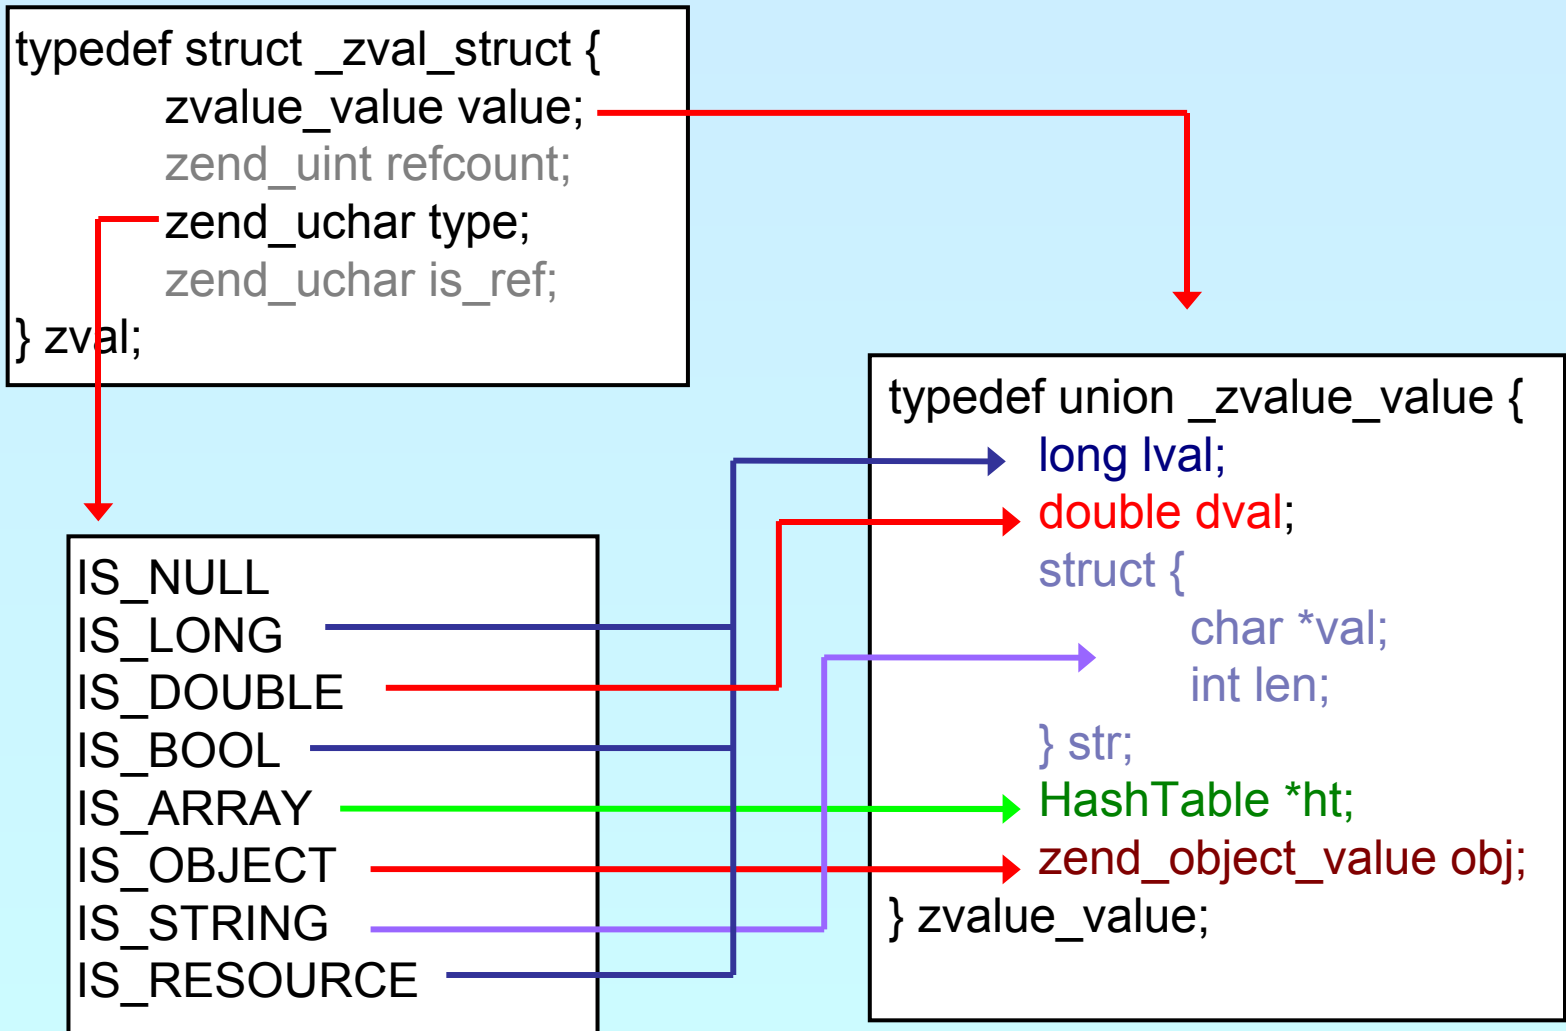 typedef struct _zval_struct {
zvalue_value value;
zend_uint refcount;
zend_uchar type;
zend_uchar is_ref;
} zval;
typedef union _zvalue_value {
long lval;
double dval;
struct {
char *val;
int len;
} str;
HashTable *ht;
zend_object_value obj;
} zvalue_value;
IS_NULL
IS_LONG
IS_DOUBLE
IS_BOOL
IS_ARRAY
IS_OBJECT
IS_STRING
IS_RESOURCE